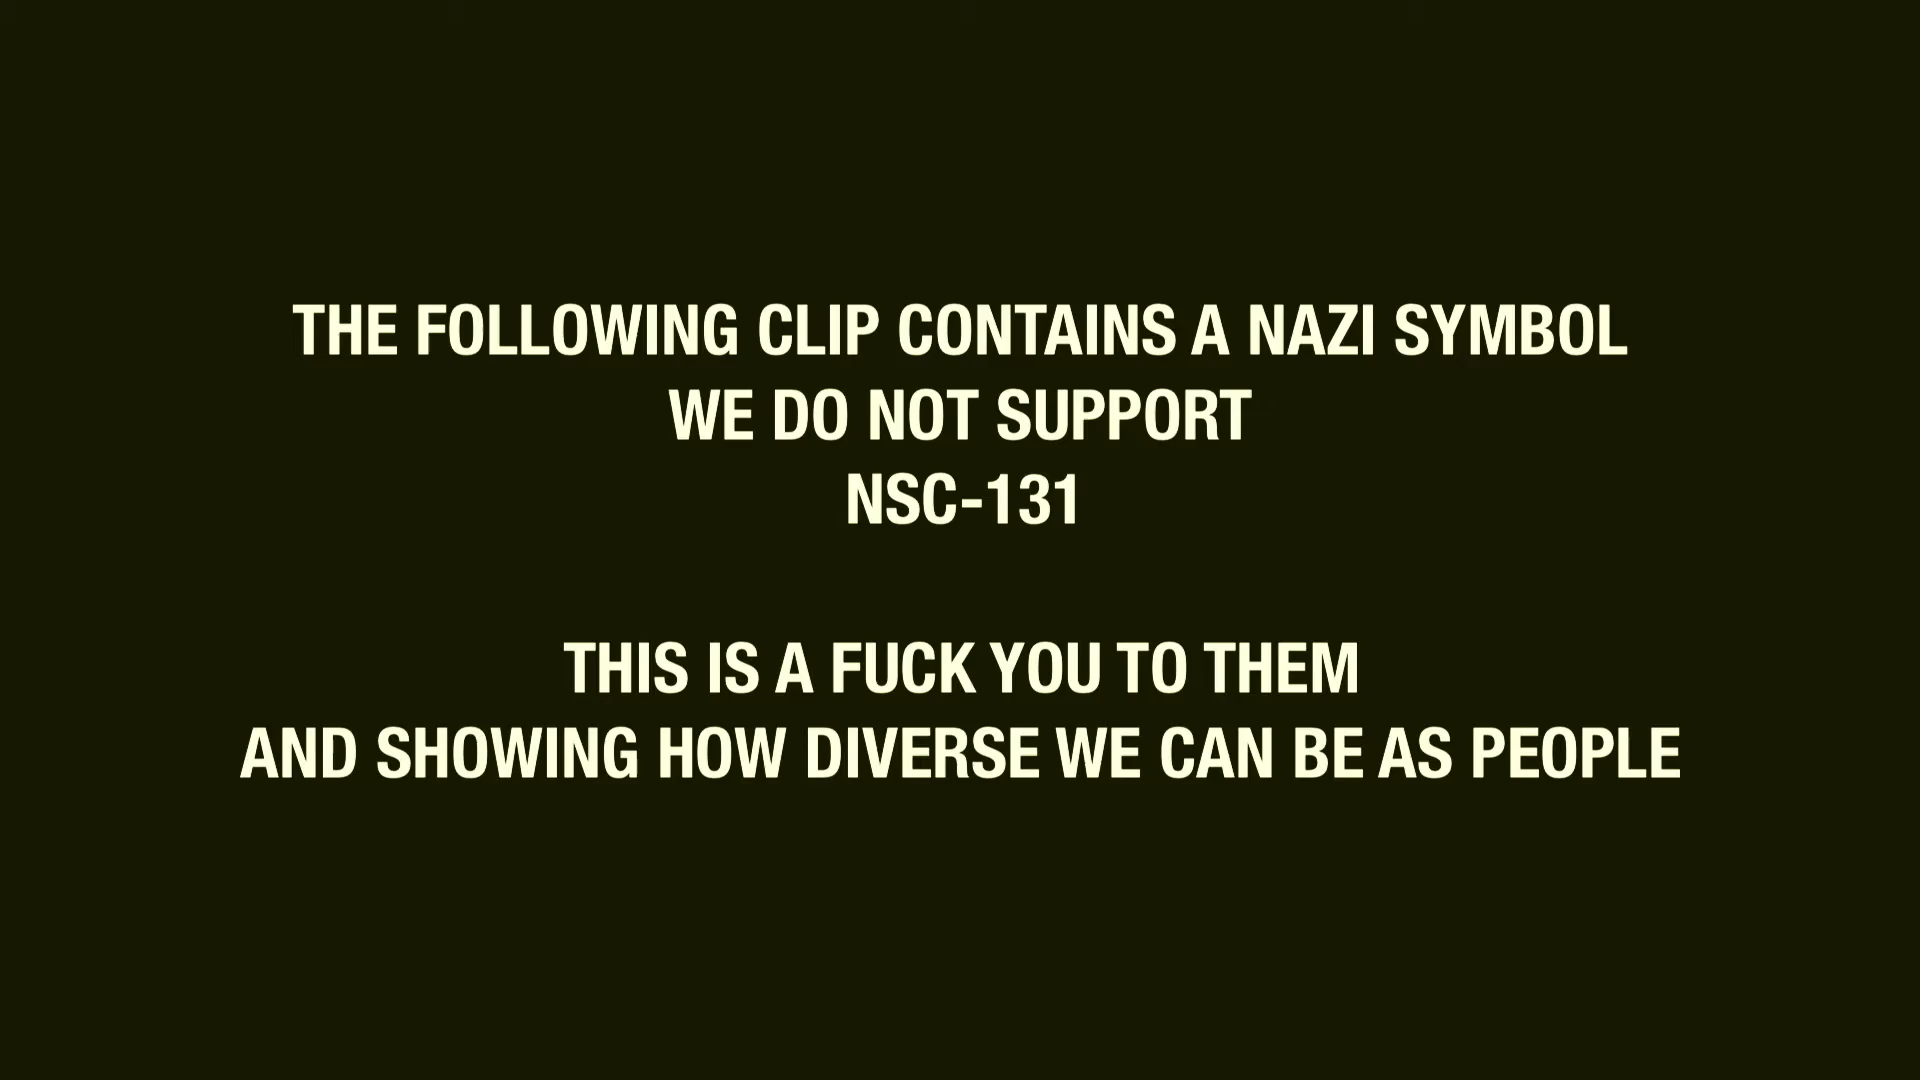 THE FOLLOWING CLIP CONTAINS A NAZI SYMBOL
WE DO NOT SUPPORT
NSC-131
THIS IS A FUCK YOU TO THEM
AND SHOWING HOW DIVERSE WE CAN BE AS PEOPLE